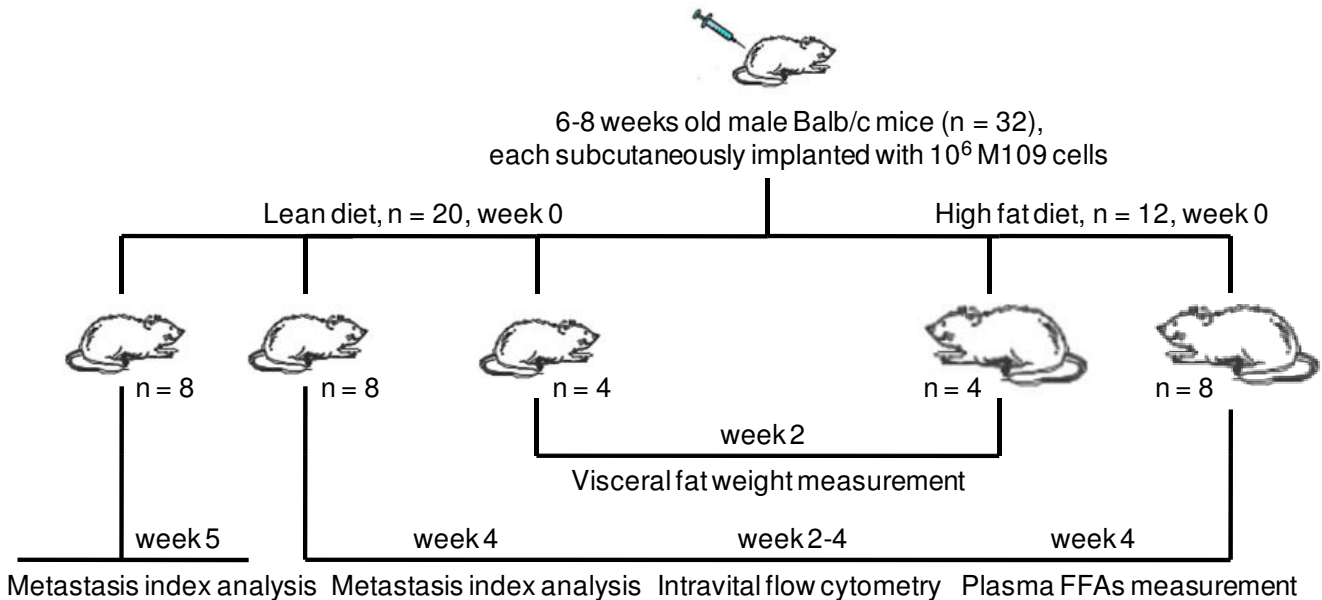 6-8 weeks old male Balb/c mice (n = 32),
each subcutaneously implanted with 10⁶ M109 cells
Lean diet, n = 20, week 0
High fat diet, n = 12, week 0
n = 8
n = 8
n = 4
n = 4
n = 8
week 2
Visceral fat weight measurement
week 5
week 4
week 2-4
week 4
Metastasis index analysis
Metastasis index analysis
Intravital flow cytometry
Plasma FFAs measurement